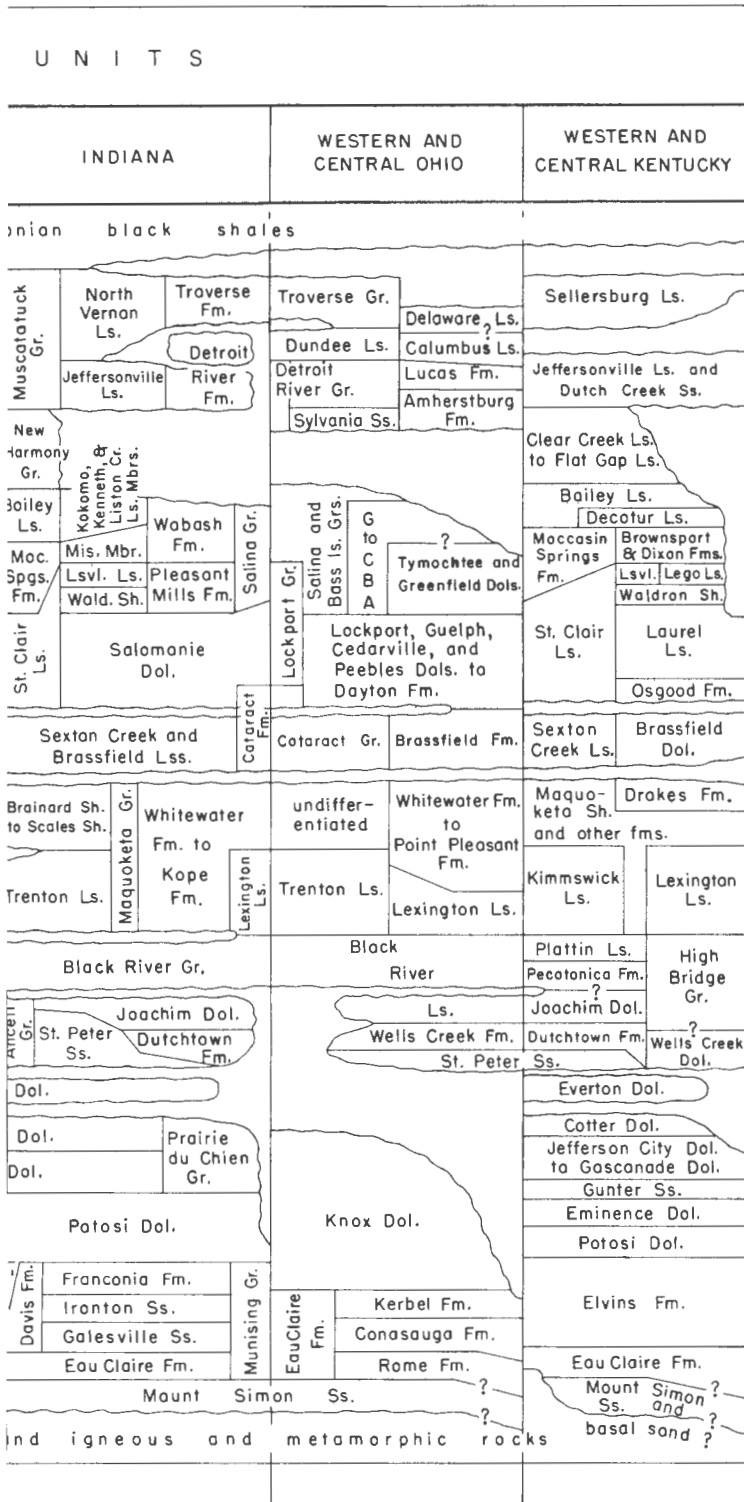 UNITS
INDIANA
WESTERN AND
CENTRAL OHIO
WESTERN AND
CENTRAL KENTUCKY
onian black shales
Muscatatuck
Gr.
North
Vernan
Ls.
Traverse
Fm.
Detroit
River
Fm.
Jeffersonville
Ls.
Traverse Gr.
Delaware Ls.
?
Dundee Ls.
Calumbus Ls.
Detroit
River Gr.
Lucas Fm.
Sylvania Ss.
Amherstburg
Fm.
Sellersburg Ls.
Jeffersonville Ls. and
Dutch Creek Ss.
New
Harmony
Gr.
Bailey
Ls.
Kokomo,
Kenneth, &
Liston Cr.
Ls. Mbrs.
Wabash
Fm.
Salina Gr.
Moc.
Spgs.
Fm.
Mis. Mbr.
Lsvl. Ls.
Wald. Sh.
Pleasant
Mills Fm.
St. Clair
Ls.
Salamonie
Dol.
Lockport Gr.
Salina and
Bass Is. Grs.
G
to
C
B
A
?
Tymochtee and
Greenfield Dols.
Lockport, Guelph,
Cedarville, and
Peebles Dols. to
Dayton Fm.
Clear Creek Ls.
to Flat Gap Ls.
Bailey Ls.
Decatur Ls.
Moccasin
Springs
Fm.
Brownsport
& Dixon Fms.
Lsvl.
Lego Ls.
Waldron Sh.
St. Clair
Ls.
Laurel
Ls.
Osgood Fm.
Sexton Creek and
Brassfield Lss.
Cataract
Fm.
Cataract Gr.
Brassfield Fm.
Sexton
Creek Ls.
Brassfield
Dol.
Brainard Sh.
to Scales Sh.
Trenton Ls.
Maquoketa Gr.
Whitewater
Fm. to
Kope
Fm.
Lexington
Ls.
undiffer-
entiated
Trenton Ls.
Whitewater Fm.
to
Point Pleasant
Fm.
Lexington Ls.
Maquo-
keta Sh.
Drakes Fm.
and other fms.
Kimmswick
Ls.
Lexington
Ls.
Black River Gr.
Black
River
Ls.
Plattin Ls.
Pecatonica Fm.
?
Joachim Dol.
High
Bridge
Gr.
Ancell
Gr.
St. Peter
Ss.
Joachim Dol.
Dutchtown
Fm.
Wells Creek Fm.
St. Peter Ss.
Dutchtown Fm.
?
Wells Creek
Dol.
Dol.
Everton Dol.
Dol.
Dol.
Prairie
du Chien
Gr.
Cotter Dol.
Jefferson City Dol.
to Gasconade Dol.
Gunter Ss.
Eminence Dol.
Potosi Dol.
Knox Dol.
Potosi Dol.
Davis Fm.
Franconia Fm.
Ironton Ss.
Galesville Ss.
Eau Claire Fm.
Munising Gr.
Eau Claire
Fm.
Kerbel Fm.
Conasauga Fm.
Rome Fm.
Elvins Fm.
Eau Claire Fm.
Mount Simon Ss.
?
?
Mount Simon
Ss. and
basal sand
?
?
?
and igneous and metamorphic rocks